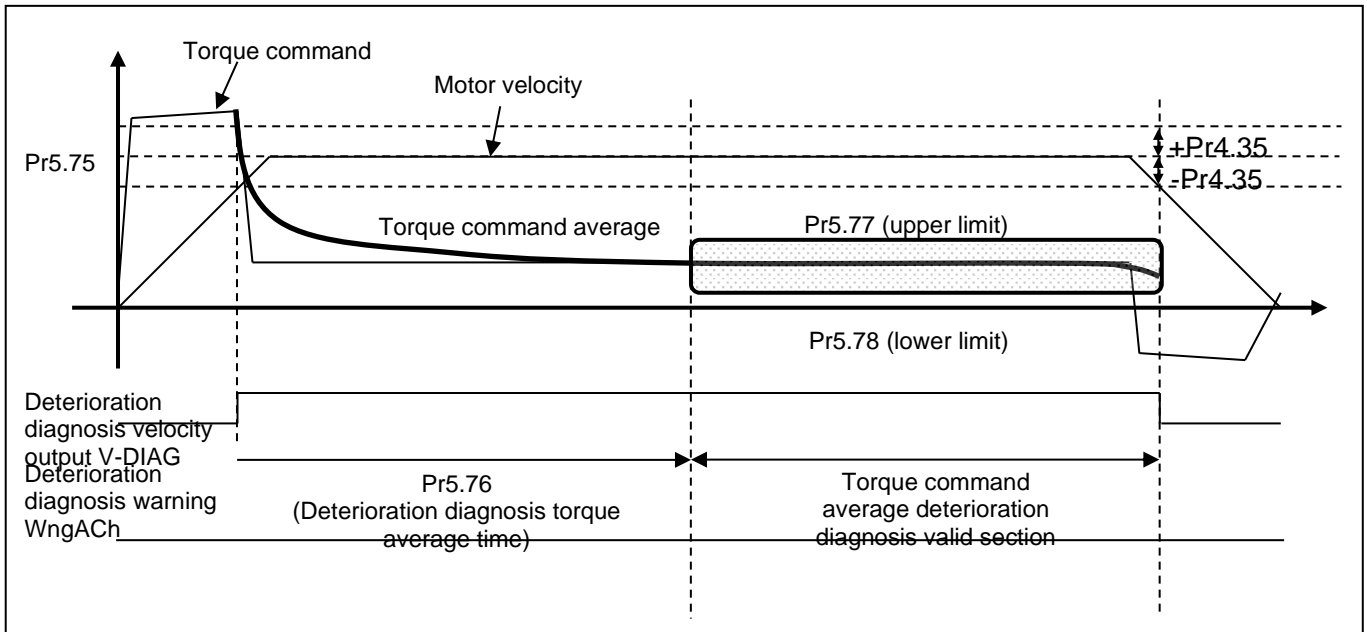 Torque command
Motor velocity
Pr5.75
+Pr4.35
-Pr4.35
Torque command average
Pr5.77 (upper limit)
Pr5.78 (lower limit)
Deterioration
diagnosis velocity
output V-DIAG
Deterioration
diagnosis warning
WngACh
Pr5.76
(Deterioration diagnosis torque
average time)
Torque command
average deterioration
diagnosis valid section